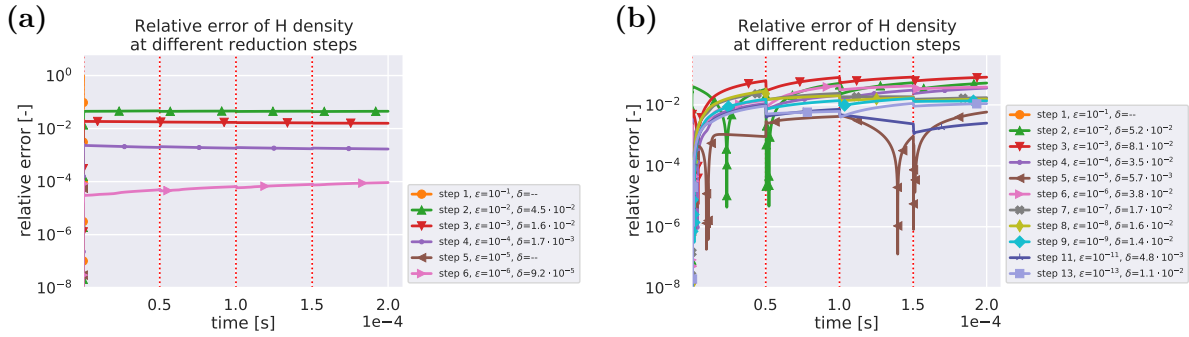 (a)
Relative error of H density
at different reduction steps
relative error [-]
10⁰
10⁻²
10⁻⁴
10⁻⁶
10⁻⁸
0.5 1.0 1.5 2.0
time [s] 1e−4
step 1, ε=10⁻¹, δ=--
step 2, ε=10⁻², δ=4.5·10⁻²
step 3, ε=10⁻³, δ=1.6·10⁻²
step 4, ε=10⁻⁴, δ=1.7·10⁻³
step 5, ε=10⁻⁵, δ=--
step 6, ε=10⁻⁶, δ=9.2·10⁻⁵
(b)
Relative error of H density
at different reduction steps
relative error [-]
10⁻²
10⁻⁴
10⁻⁶
10⁻⁸
0.5 1.0 1.5 2.0
time [s] 1e−4
step 1, ε=10⁻¹, δ=--
step 2, ε=10⁻², δ=5.2·10⁻²
step 3, ε=10⁻³, δ=8.1·10⁻²
step 4, ε=10⁻⁴, δ=3.5·10⁻²
step 5, ε=10⁻⁵, δ=5.7·10⁻³
step 6, ε=10⁻⁶, δ=3.8·10⁻²
step 7, ε=10⁻⁷, δ=1.7·10⁻²
step 8, ε=10⁻⁸, δ=1.6·10⁻²
step 9, ε=10⁻⁹, δ=1.4·10⁻²
step 11, ε=10⁻¹¹, δ=4.8·10⁻³
step 13, ε=10⁻¹³, δ=1.1·10⁻²